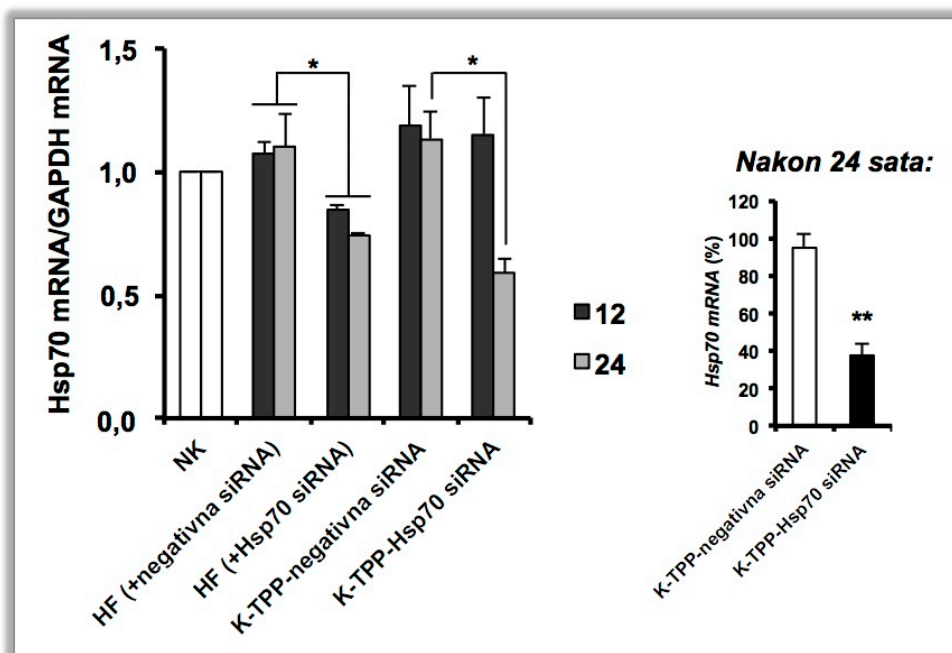 Hsp70 mRNA/GAPDH mRNA
1,5
1,0
0,5
0,0
*
*
NK
HF (+negativna siRNA)
HF (+Hsp70 siRNA)
K-TPP-negativna siRNA
K-TPP-Hsp70 siRNA
12
24
Nakon 24 sata:
Hsp70 mRNA (%)
120
100
80
60
40
20
0
**
K-TPP-negativna siRNA
K-TPP-Hsp70 siRNA